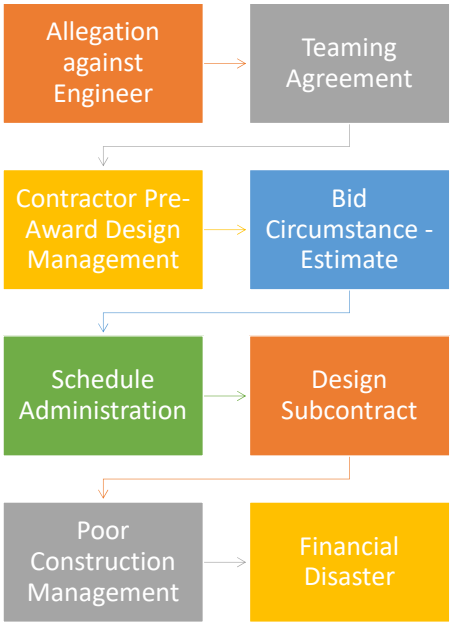 Allegation
against
Engineer
Teaming
Agreement
Contractor Pre-
Award Design
Management
Bid
Circumstance -
Estimate
Schedule
Administration
Design
Subcontract
Poor
Construction
Management
Financial
Disaster